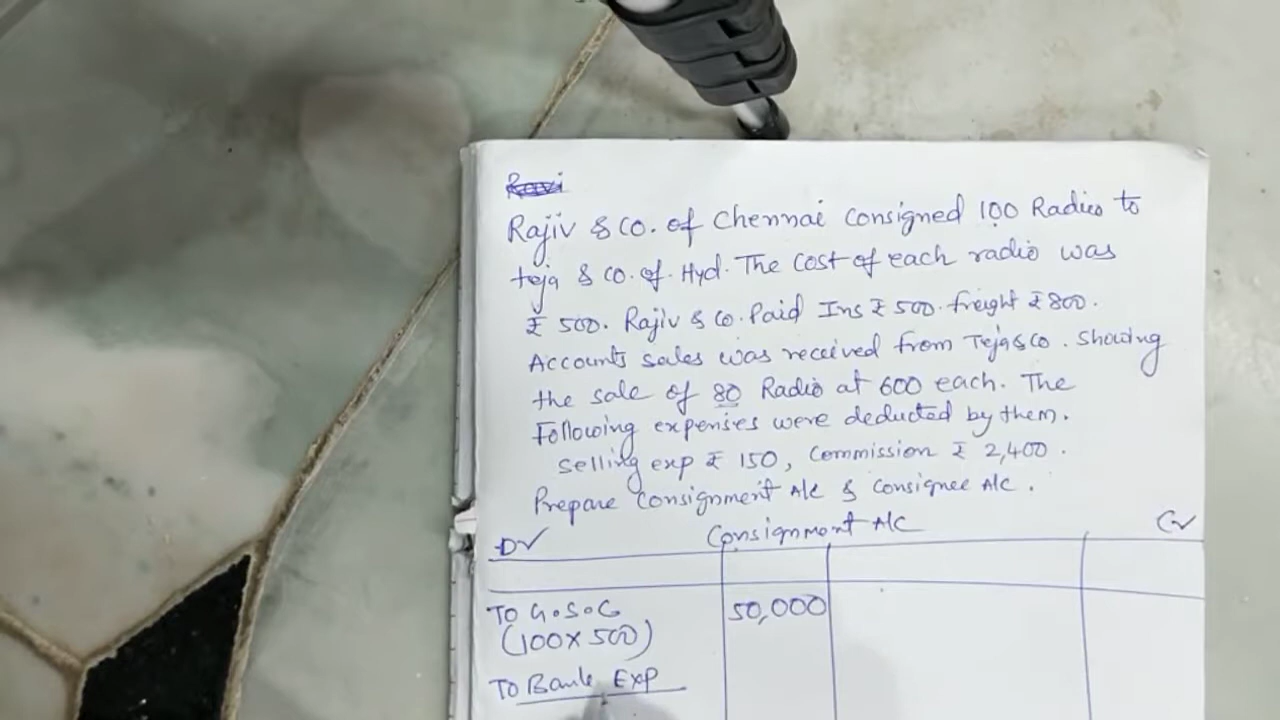 Rajiv & co. of Chennai Consigned 100 Radios to
teja & co. of. Hyd. The cost of each radio was
₹ 500. Rajiv & co. Paid Ins ₹ 500. freight ₹ 800.
Accounts sales was received from Teja & co. Showing
the sale of 80 Radio at 600 each. The
Following expenses were deducted by them.
Selling exp ₹ 150, Commission ₹ 2,400.
Prepare Consignment A/c & Consignee A/c.
Dr Consignment A/C Cr
TO G.S.O.C 50,000
(100 x 500)
TO Bank Exp